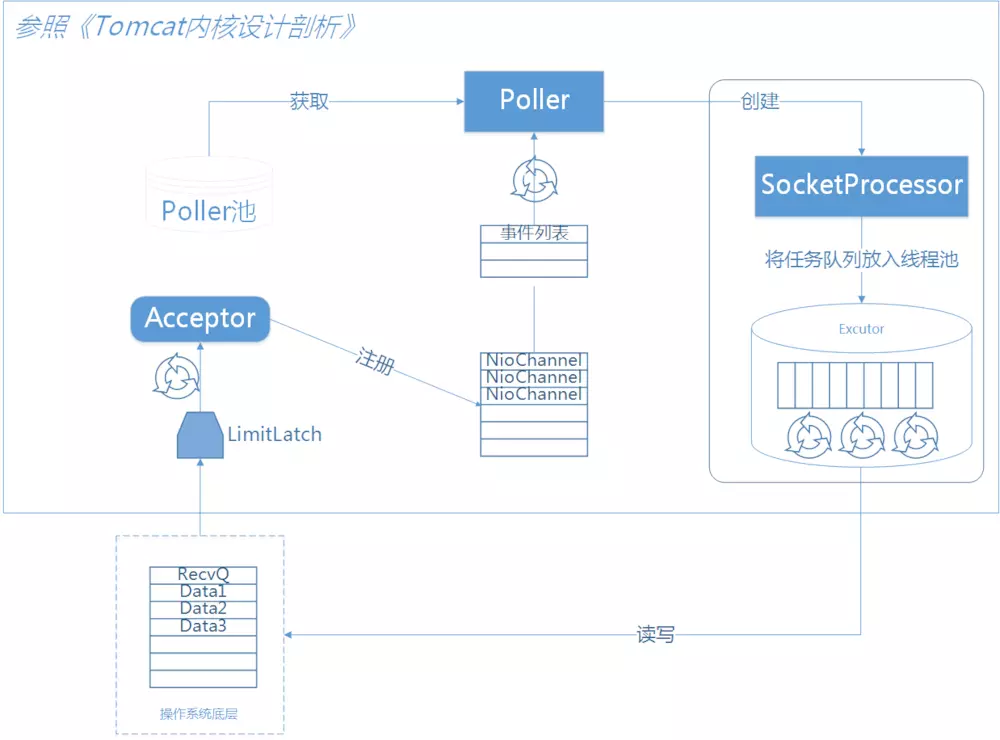 参照《Tomcat内核设计剖析》
获取
Poller
创建
SocketProcessor
Poller池
事件列表
将任务队列放入线程池
Acceptor
注册
Excutor
NioChannel
NioChannel
NioChannel
LimitLatch
RecvQ
Data1
Data2
Data3
读写
操作系统底层